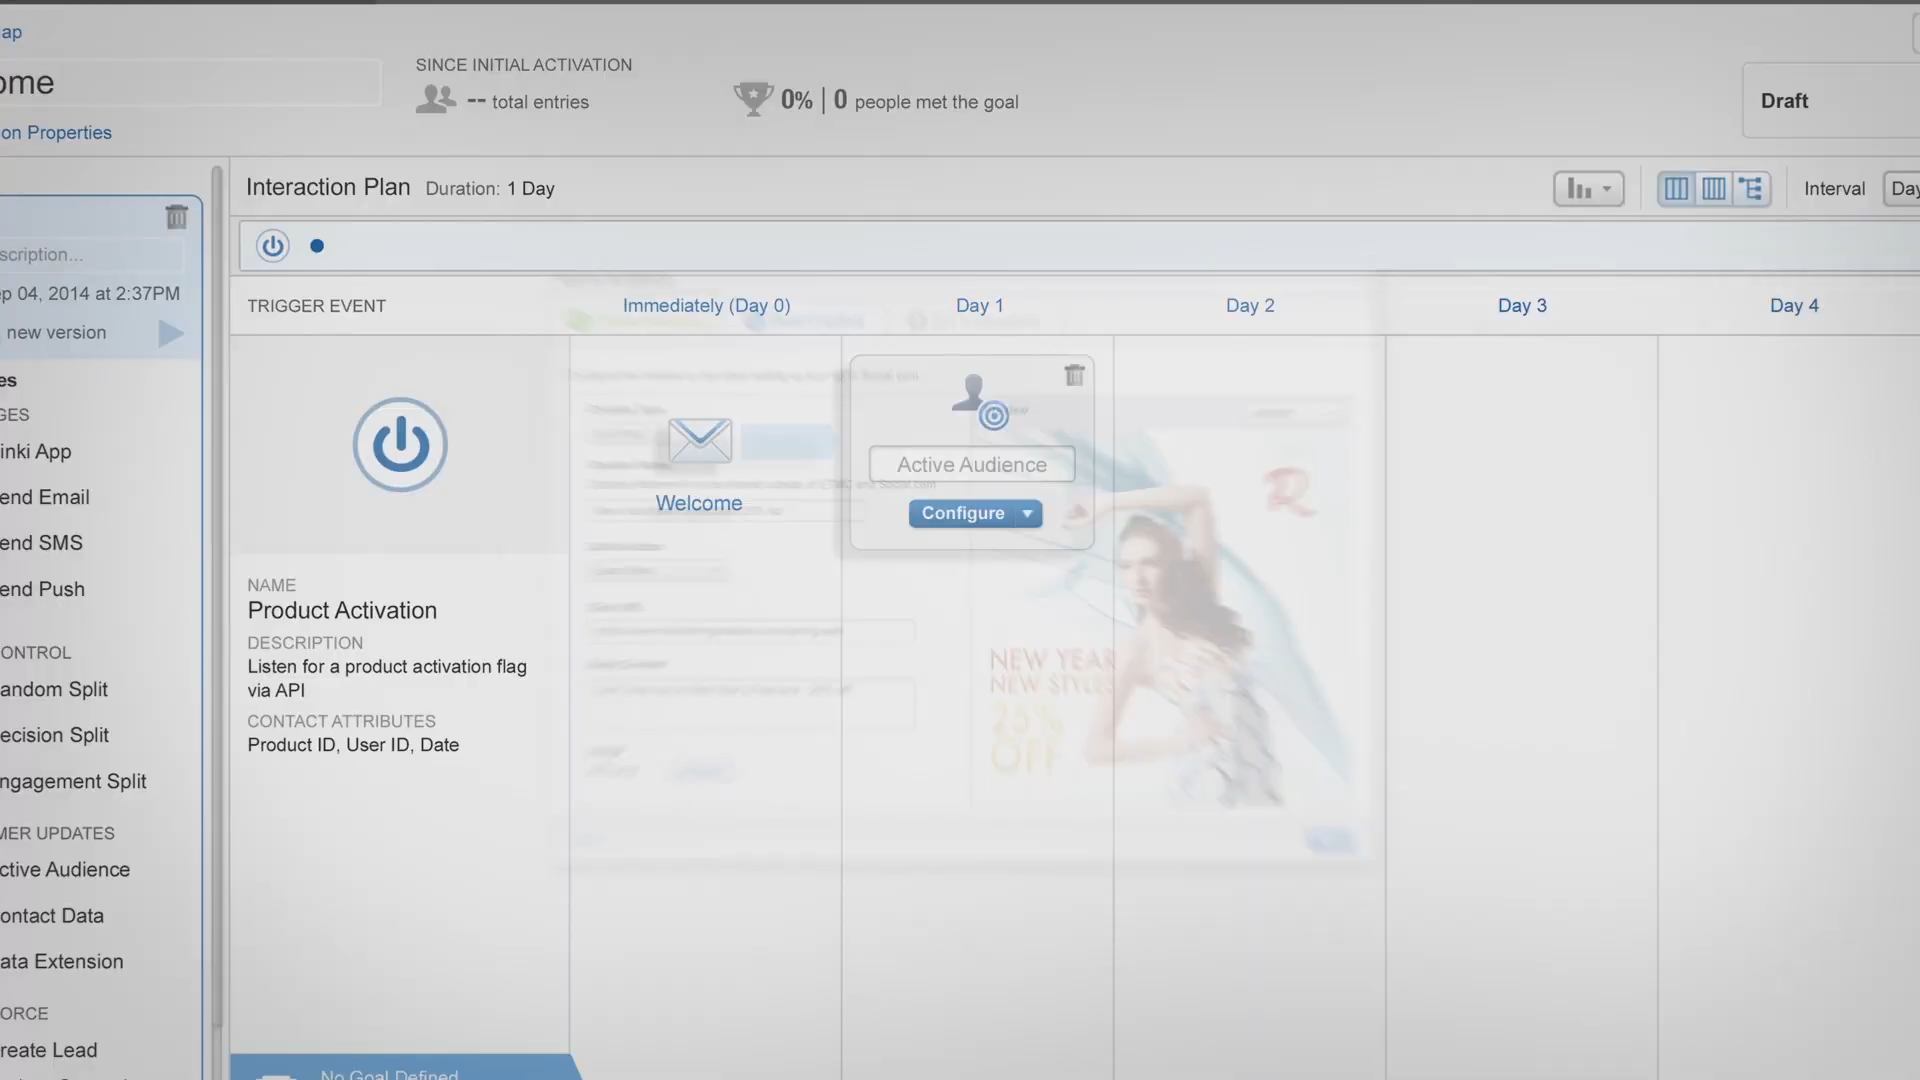 ap
ome
on Properties
SINCE INITIAL ACTIVATION
-- total entries
0% | 0 people met the goal
Draft
Interaction Plan Duration: 1 Day
Interval Day
TRIGGER EVENT
Immediately (Day 0)
Day 1
Day 2
Day 3
Day 4
scription...
ep 04, 2014 at 2:37PM
new version
es
GES
inki App
end Email
end SMS
end Push
ONTROL
andom Split
ecision Split
ngagement Split
MER UPDATES
ctive Audience
ontact Data
ata Extension
ORCE
reate Lead
NAME
Product Activation
DESCRIPTION
Listen for a product activation flag
via API
CONTACT ATTRIBUTES
Product ID, User ID, Date
Welcome
Active Audience
Configure
NEW YEAR
NEW STYLES
25%
OFF
R
No Goal Defined